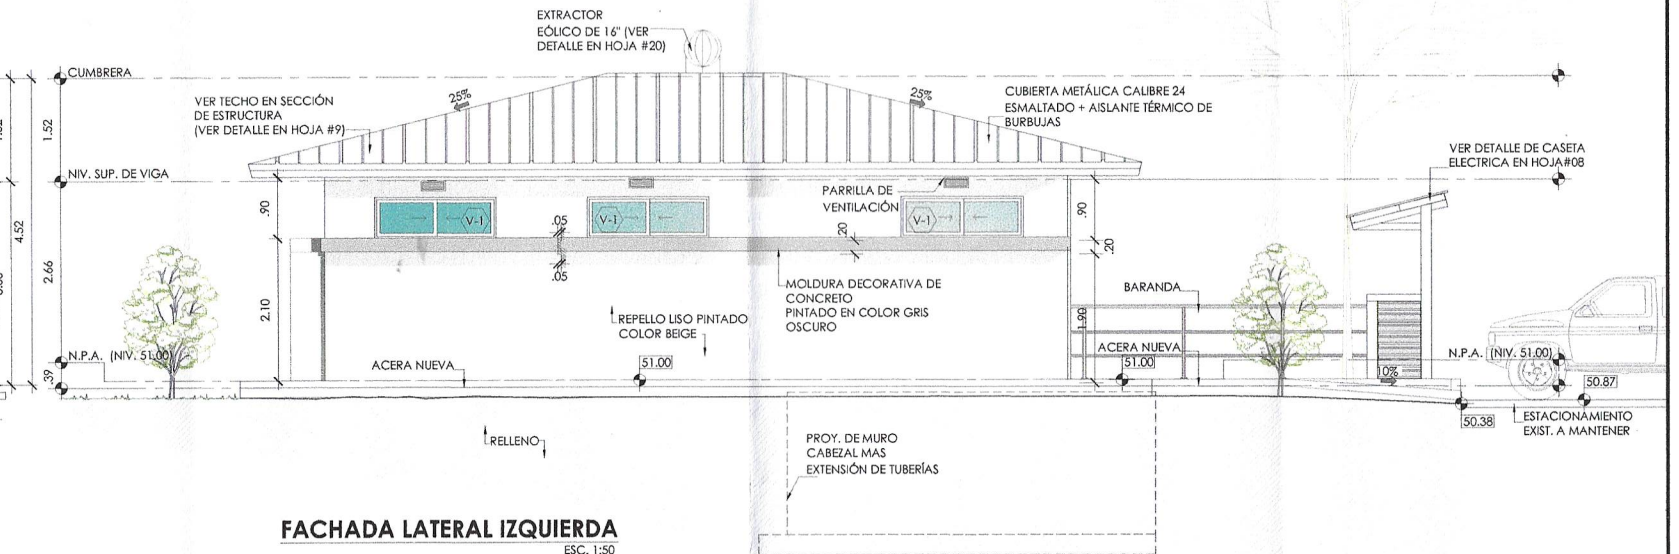 EXTRACTOR
EÓLICO DE 16" (VER
DETALLE EN HOJA #20)
CUMBRERA
25%
25%
VER TECHO EN SECCIÓN
DE ESTRUCTURA
(VER DETALLE EN HOJA #9)
CUBIERTA METÁLICA CALIBRE 24
ESMALTADO + AISLANTE TÉRMICO DE
BURBUJAS
1.52
VER DETALLE DE CASETA
ELECTRICA EN HOJA#08
NIV. SUP. DE VIGA
PARRILLA DE
VENTILACIÓN
.90
V-1
V-1
V-1
.90
4.52
.05
.20
.20
.05
2.66
2.10
MOLDURA DECORATIVA DE
CONCRETO
PINTADO EN COLOR GRIS
OSCURO
BARANDA
1.90
REPELLO LISO PINTADO
COLOR BEIGE
ACERA NUEVA
N.P.A. (NIV. 51.00)
ACERA NUEVA
51.00
51.00
N.P.A. (NIV. 51.00)
.39
10%
50.87
50.38
ESTACIONAMIENTO
EXIST. A MANTENER
RELLENO
PROY. DE MURO
CABEZAL MAS
EXTENSIÓN DE TUBERÍAS
FACHADA LATERAL IZQUIERDA
ESC. 1:50